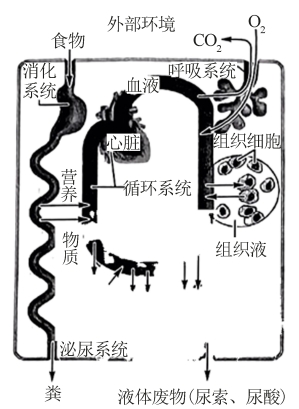 外部环境
O2
CO2
食物
消化
系统
呼吸系统
血液
心脏
组织细胞
营养
循环系统
物质
组织液
泌尿系统
粪
液体废物(尿素、尿酸)